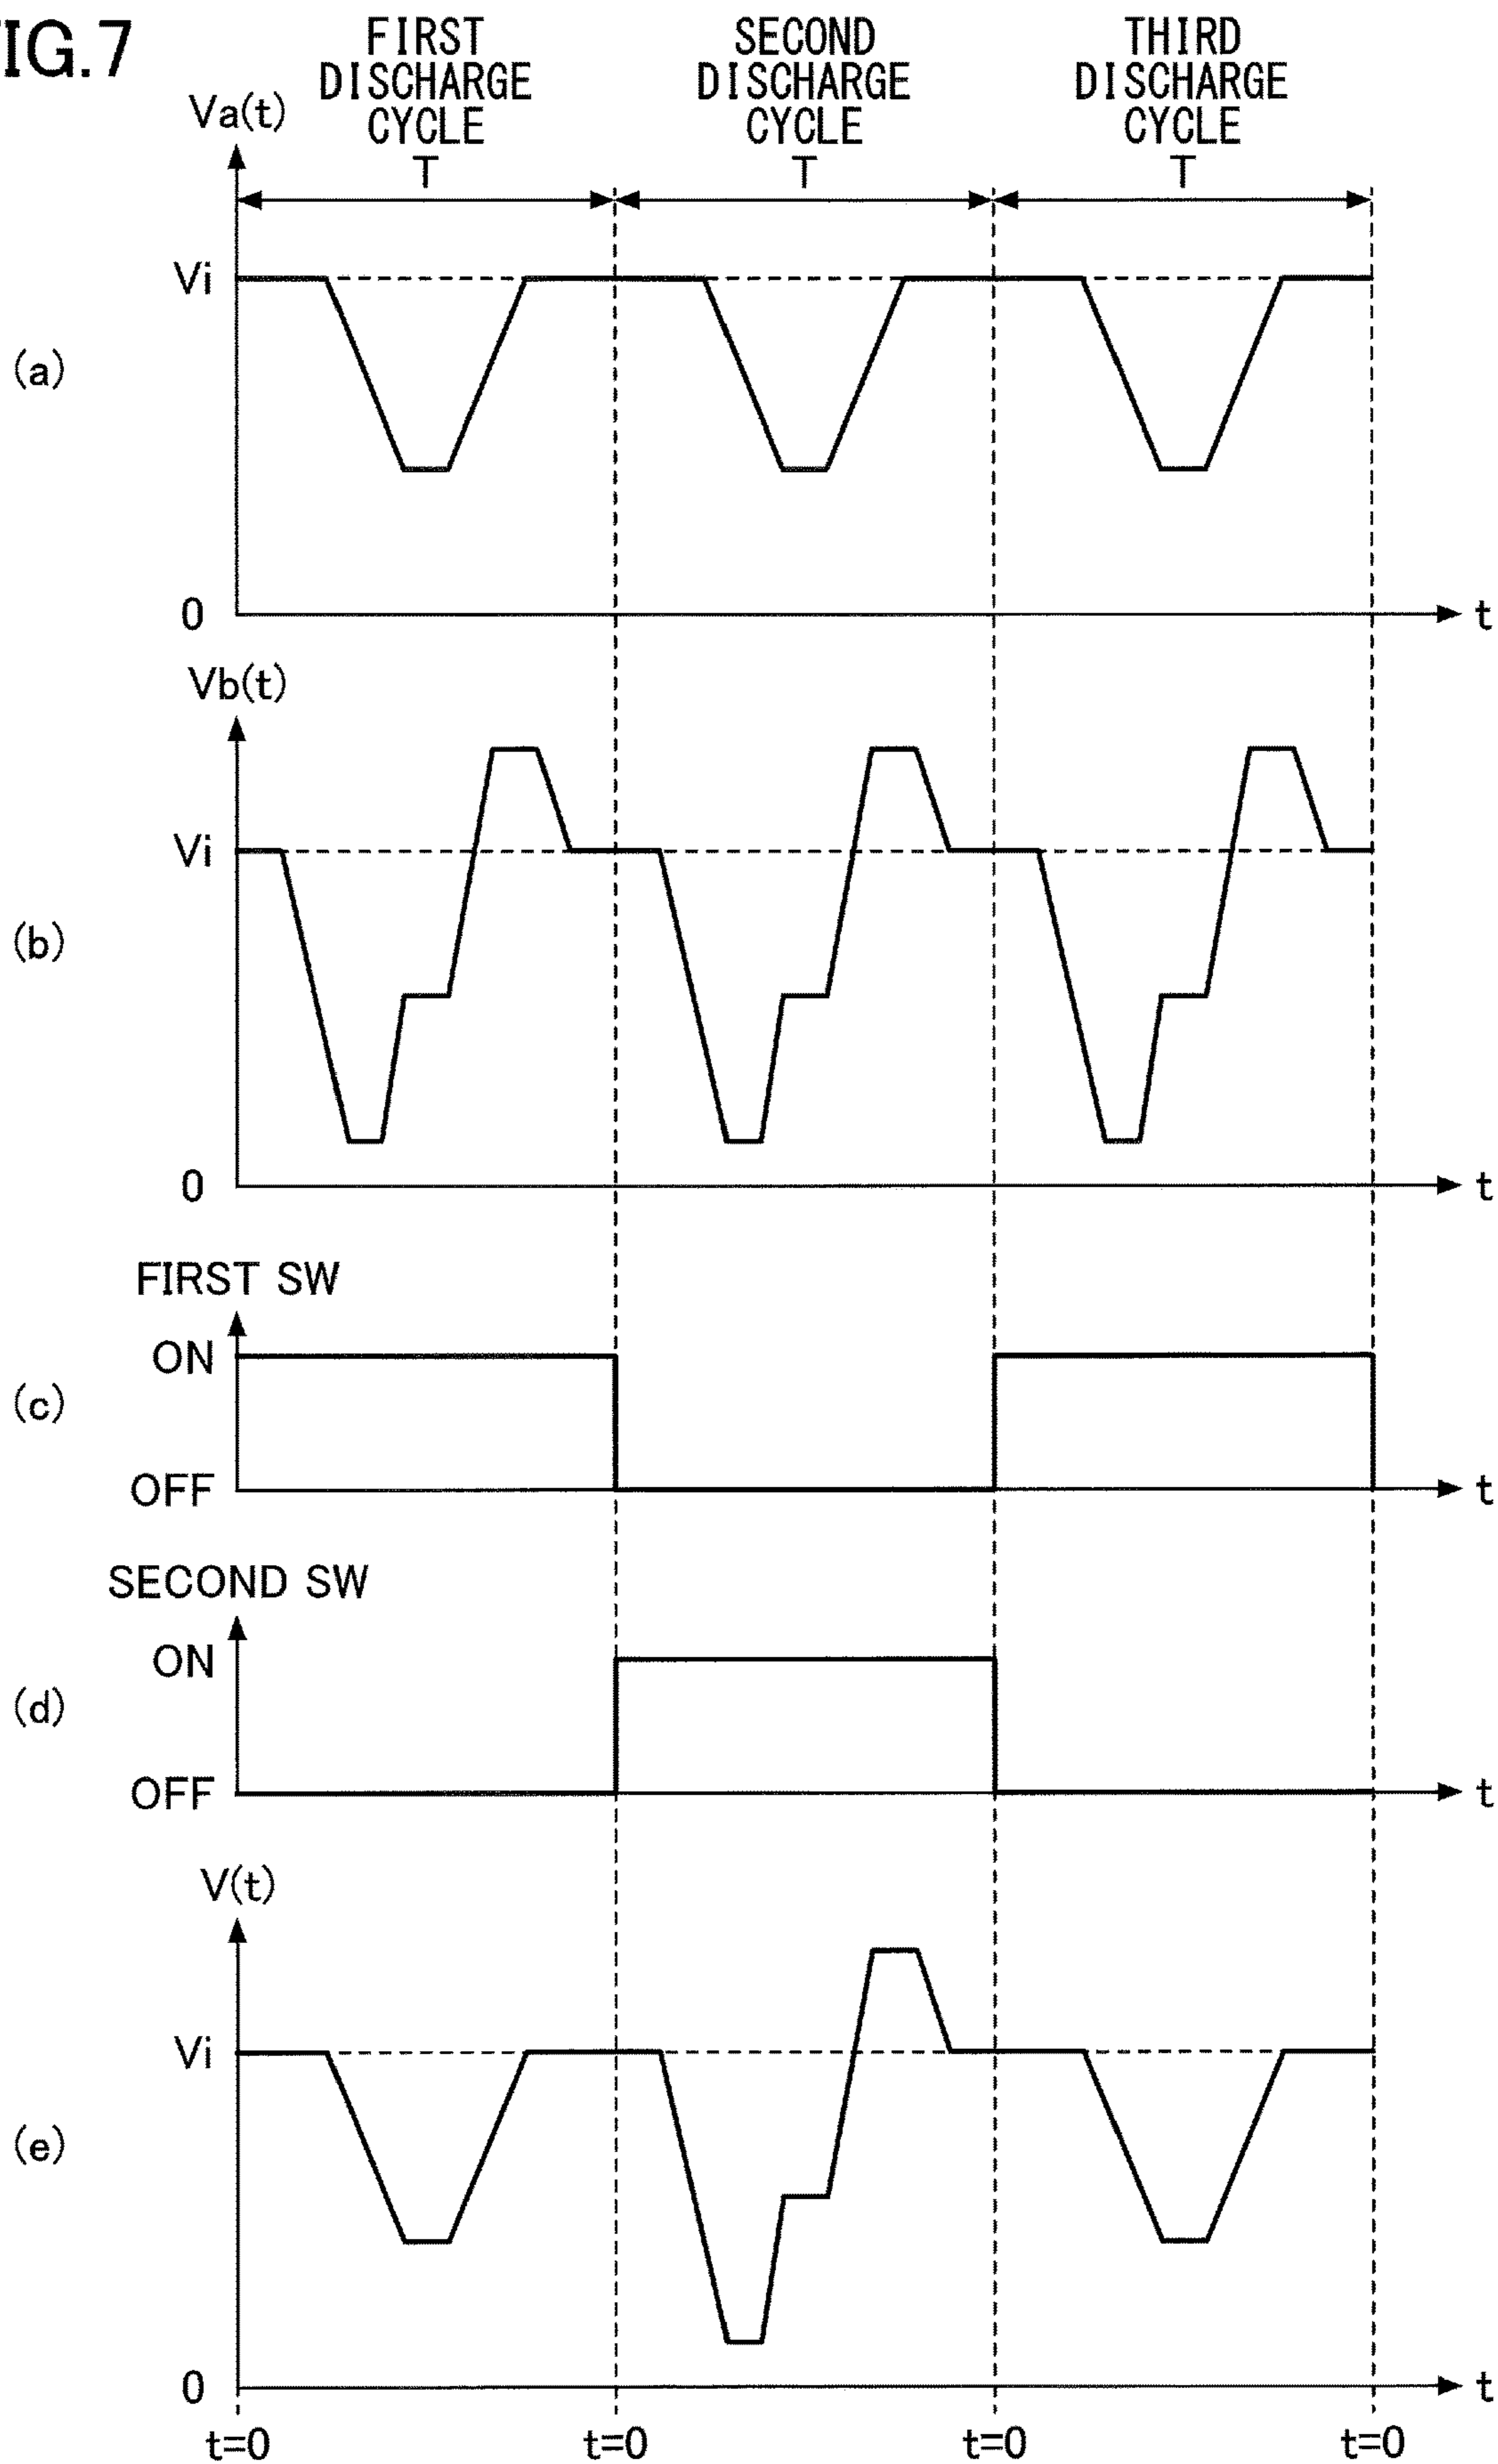 IG.7
FIRST
DISCHARGE
CYCLE
T
SECOND
DISCHARGE
CYCLE
T
THIRD
DISCHARGE
CYCLE
T
Va(t)
Vi
(a)
0
t
Vb(t)
Vi
(b)
0
t
FIRST SW
ON
(c)
OFF
t
SECOND SW
ON
(d)
OFF
t
V(t)
Vi
(e)
0
t
t=0
t=0
t=0
t=0